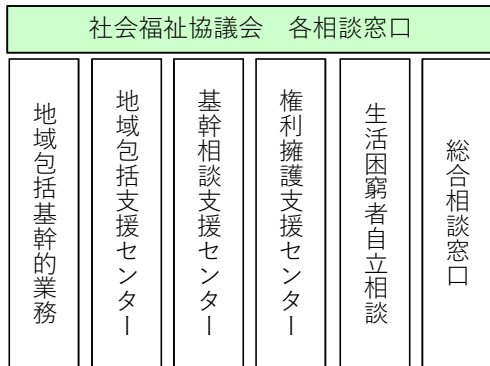 社会福祉協議会　各相談窓口
地域包括基幹的業務
地域包括支援センター
基幹相談支援センター
権利擁護支援センター
生活困窮者自立相談
総合相談窓口